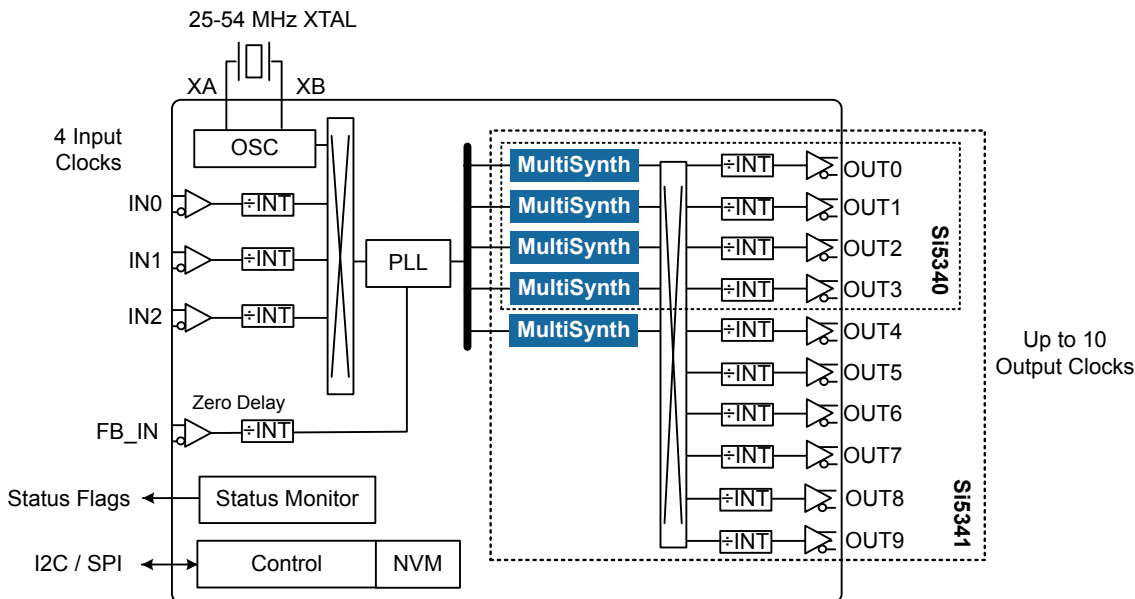 25-54 MHz XTAL
XA
XB
4 Input
Clocks
OSC
IN0
÷INT
IN1
÷INT
IN2
÷INT
PLL
Zero Delay
FB_IN
÷INT
Status Flags
Status Monitor
I2C / SPI
Control
NVM
MultiSynth
MultiSynth
MultiSynth
MultiSynth
MultiSynth
÷INT
OUT0
÷INT
OUT1
÷INT
OUT2
÷INT
OUT3
÷INT
OUT4
÷INT
OUT5
÷INT
OUT6
÷INT
OUT7
÷INT
OUT8
÷INT
OUT9
Si5340
Si5341
Up to 10
Output Clocks